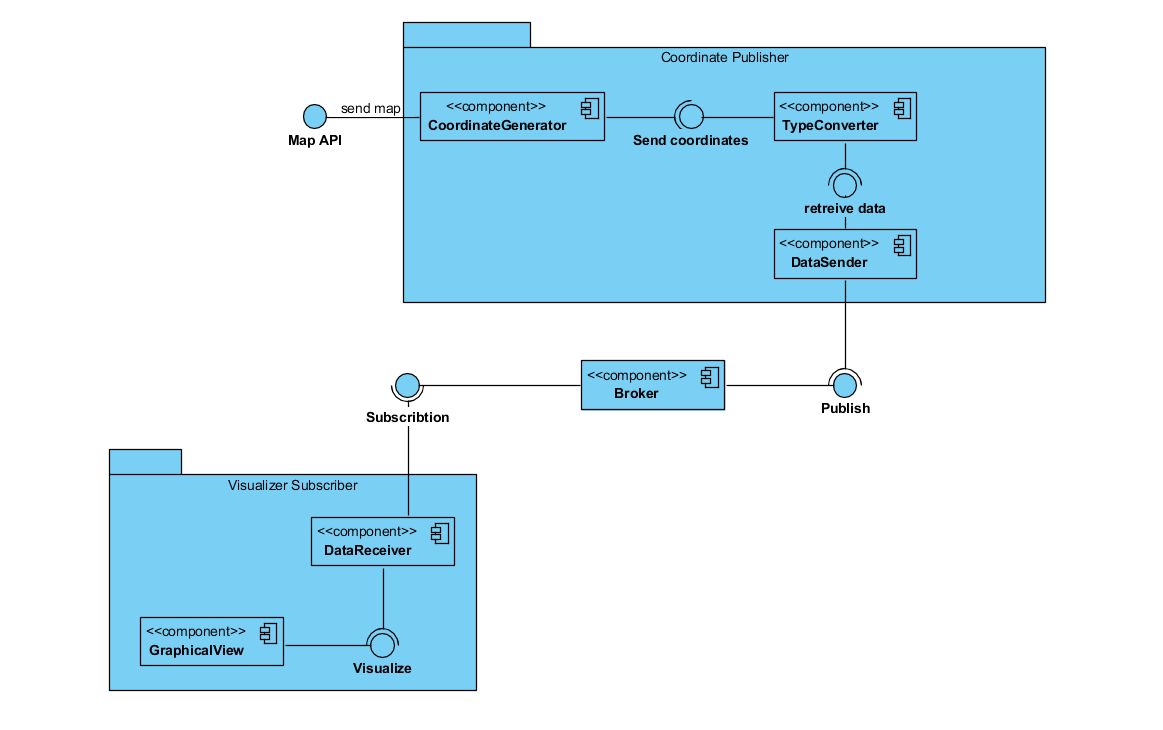 Coordinate Publisher
send map
Map API
<<component>>
CoordinateGenerator
Send coordinates
<<component>>
TypeConverter
retreive data
<<component>>
DataSender
<<component>>
Broker
Publish
Subscribtion
Visualizer Subscriber
<<component>>
DataReceiver
<<component>>
GraphicalView
Visualize